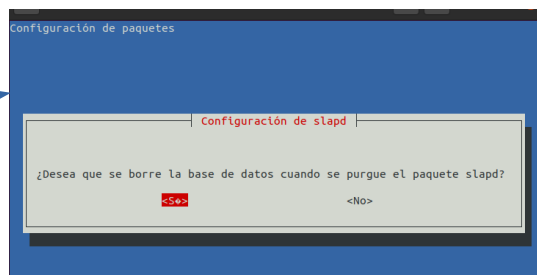 Configuración de paquetes
Configuración de slapd
¿Desea que se borre la base de datos cuando se purgue el paquete slapd?
<S�> <No>